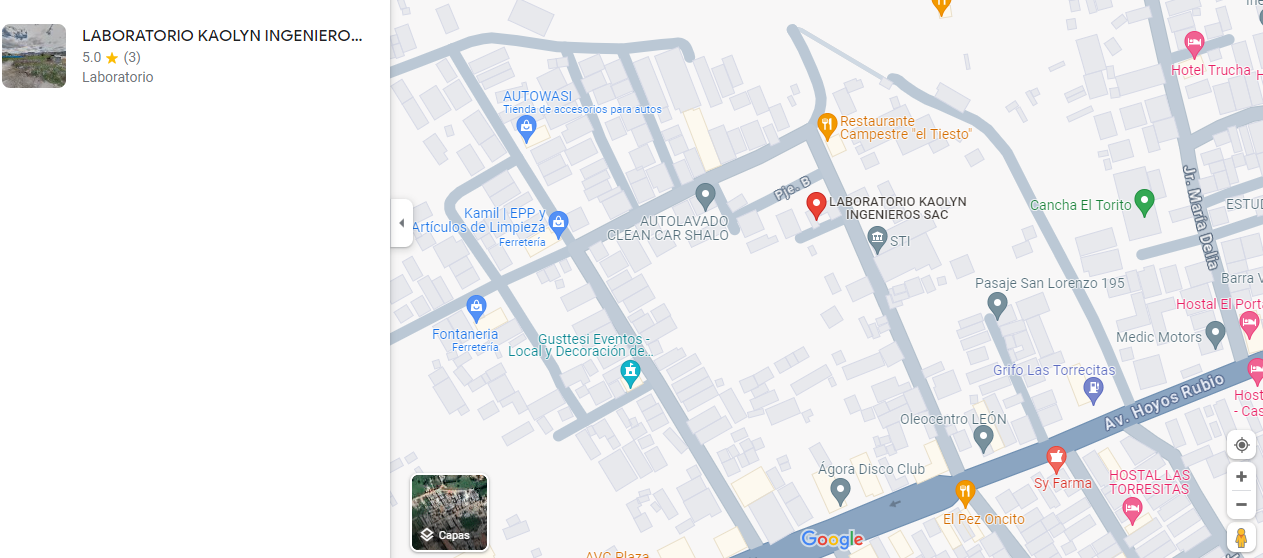 LABORATORIO KAOLYN INGENIERO...
5.0 ★ (3)
Laboratorio
Hotel Trucha
AUTOWASI
Tienda de accesorios para autos
Restaurante
Campestre "el Tiesto"
Pje. B
Jr. María Delia
LABORATORIO KAOLYN
INGENIEROS SAC
Cancha El Torito
ESTUD
Kamil | EPP y
Artículos de Limpieza
Ferretería
AUTOLAVADO
CLEAN CAR SHALO
STI
Barra V
Pasaje San Lorenzo 195
Hostal El Porta
Fontaneria
Ferretería
Gusttesi Eventos -
Local y Decoración de...
Medic Motors
Grifo Las Torrecitas
Av. Hoyos Rubio
Host
- Cas
Oleocentro LEÓN
Ágora Disco Club
Sy Farma
HOSTAL LAS
TORRESITAS
El Pez Oncito
Capas
Google
AVC Plaza